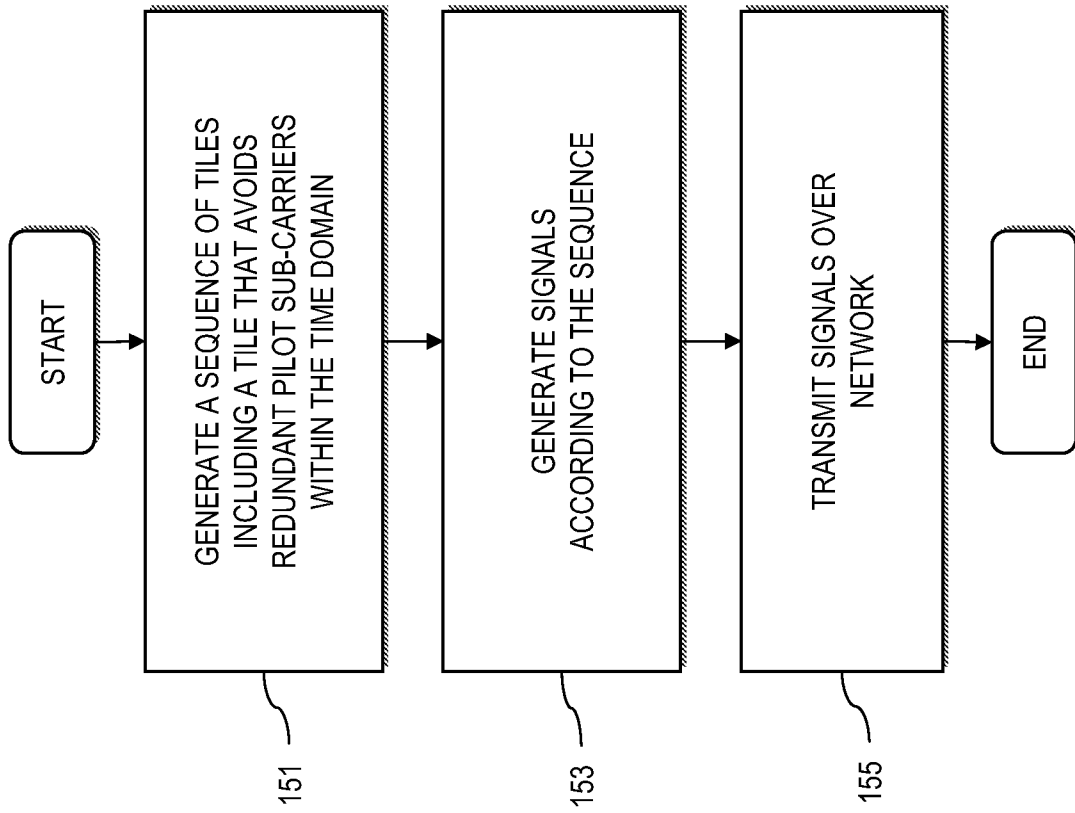 START
GENERATE A SEQUENCE OF TILES
INCLUDING A TILE THAT AVOIDS
REDUNDANT PILOT SUB-CARRIERS
WITHIN THE TIME DOMAIN
151
GENERATE SIGNALS
ACCORDING TO THE SEQUENCE
153
TRANSMIT SIGNALS OVER
NETWORK
155
END